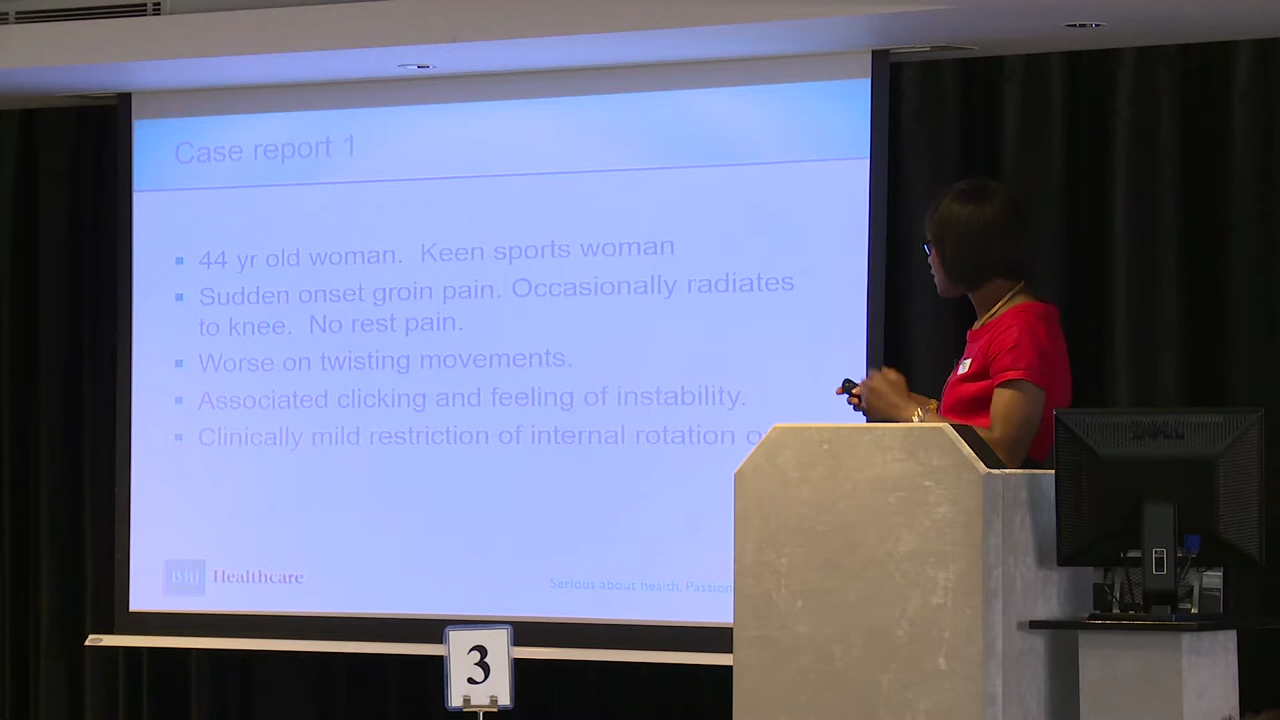 Case report 1
44 yr old woman. Keen sports woman
Sudden onset groin pain. Occasionally radiates
to knee. No rest pain.
Worse on twisting movements.
Associated clicking and feeling of instability.
Clinically mild restriction of internal rotation
BMI Healthcare
Serious about health. Passion
3